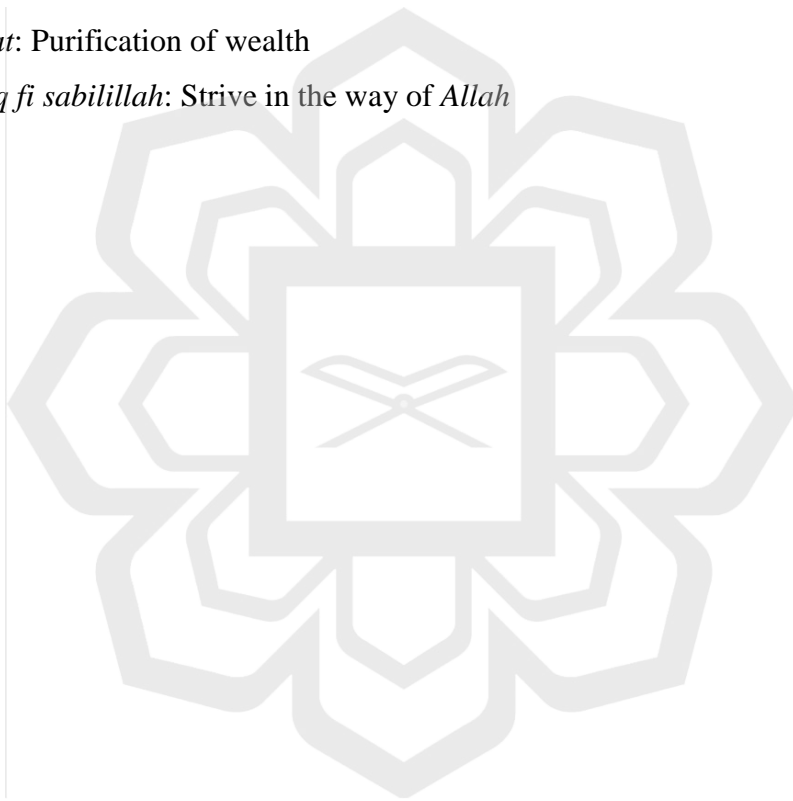 at: Purification of wealth
q fi sabilillah: Strive in the way of Allah